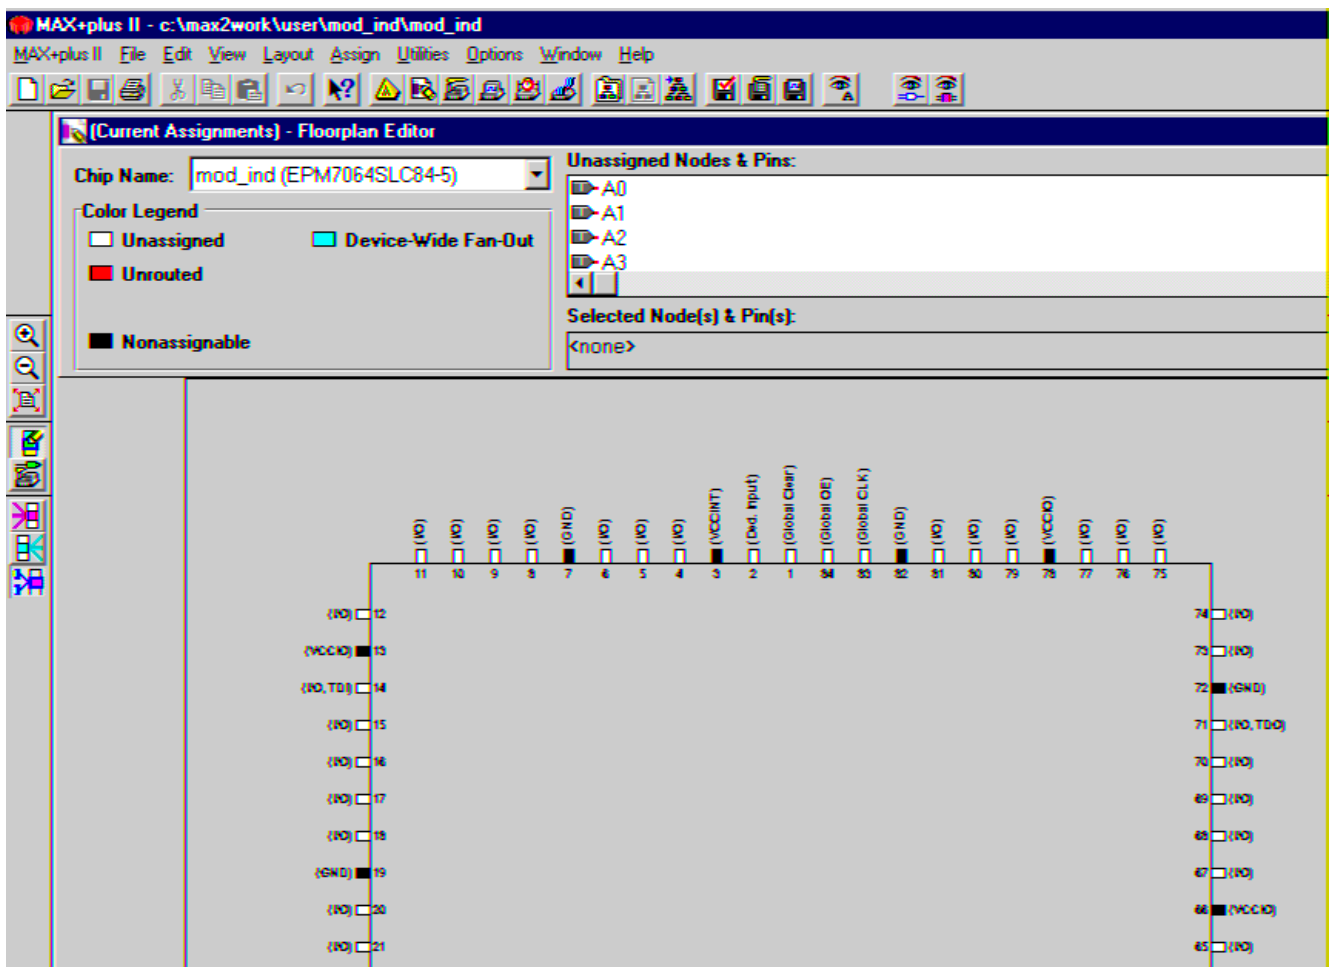 MAX+plus II - c:\max2work\user\mod_ind\mod_ind
MAX+plus II File Edit View Layout Assign Utilities Options Window Help
(Current Assignments) - Floorplan Editor
Chip Name: mod_ind (EPM7064SLC84-5)
Color Legend
Unassigned Device-Wide Fan-Out
Unrouted
Nonassignable
Unassigned Nodes & Pins:
A0
A1
A2
A3
Selected Node(s) & Pin(s):
<none>
(I/O) (I/O) (I/O) (I/O) (GND) (I/O) (I/O) (I/O) (VCCINT) (Ded. Input) (Global Clear) (Global OE) (Global CLK) (GND) (I/O) (I/O) (I/O) (VCCIO) (I/O) (I/O) (I/O)
11 10 9 8 7 6 5 4 3 2 1 84 83 82 81 80 79 78 77 76 75
(I/O) 12 74 (I/O)
(VCCIO) 13 73 (I/O)
(I/O, TDI) 14 72 (GND)
(I/O) 15 71 (I/O, TDO)
(I/O) 16 70 (I/O)
(I/O) 17 69 (I/O)
(I/O) 18 68 (I/O)
(GND) 19 67 (I/O)
(I/O) 20 66 (VCCIO)
(I/O) 21 65 (I/O)